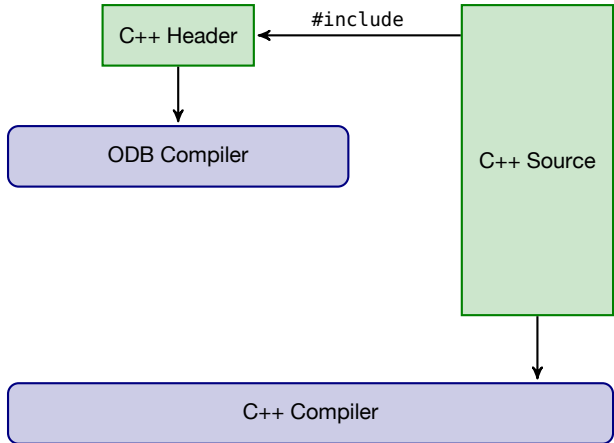 #include
C++ Header
ODB Compiler
C++ Source
C++ Compiler